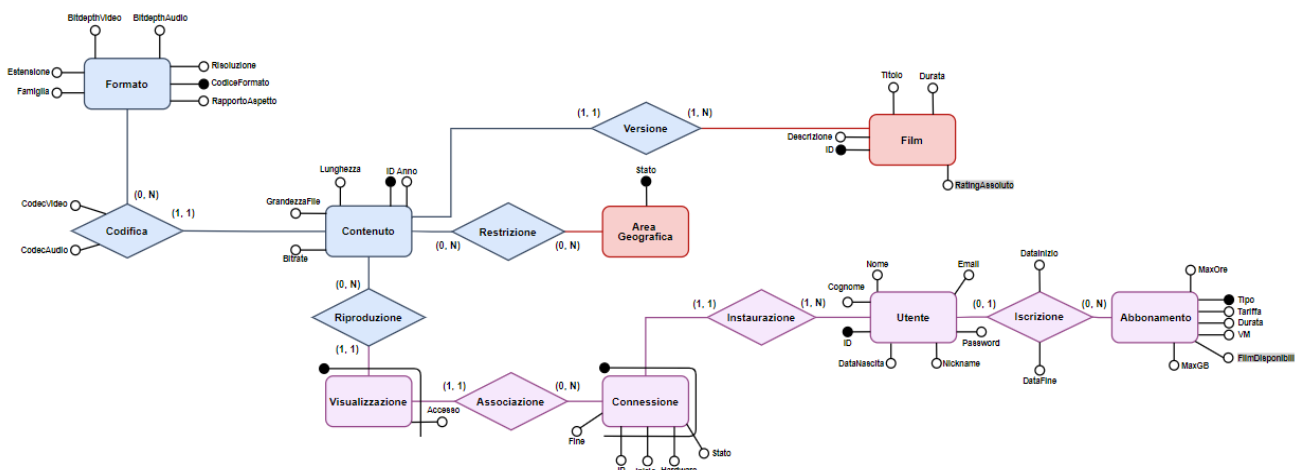 BitdepthVideo
BitdepthAudio
Estensione
Famiglia
Formato
Risoluzione
CodiceFormato
RapportoAspetto
Titolo
Durata
(1, 1)
Versione
(1, N)
Descrizione
ID
Film
RatingAssoluto
(0, N)
CodecVideo
CodecAudio
Codifica
(1, 1)
Lunghezza
ID
Anno
GrandezzaFile
Contenuto
Bitrate
(0, N)
Restrizione
(0, N)
Stato
Area
Geografica
(0, N)
Riproduzione
(1, 1)
Visualizzazione
Accesso
(1, 1)
Associazione
(0, N)
Connessione
Fine
ID
Inizio
Hardware
Stato
(1, 1)
Instaurazione
(1, N)
Nome
Email
Cognome
ID
Utente
Password
DataNascita
Nickname
(0, 1)
DataInizio
Iscrizione
DataFine
(0, N)
MaxOre
Abbonamento
Tipo
Tariffa
Durata
VM
FilmDisponibili
MaxGB